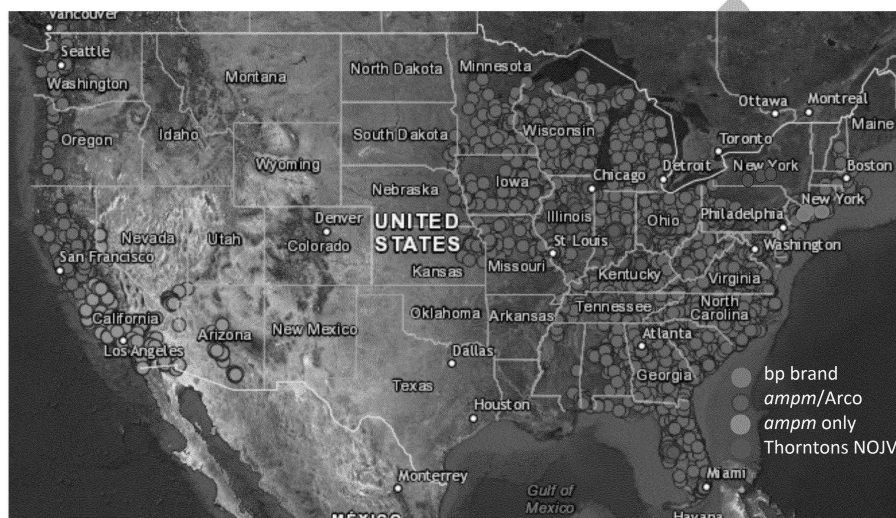 Vancouver
Seattle
Washington
Montana
North Dakota
Minnesota
Ottawa
Montreal
Maine
Oregon
Idaho
South Dakota
Wisconsin
Toronto
Wyoming
Detroit
New York
Boston
Nebraska
Iowa
Chicago
Nevada
Utah
Denver
Colorado
UNITED
STATES
Illinois
Ohio
Philadelphia
New York
San Francisco
Kansas
Missouri
St Louis
Washington
Kentucky
Virginia
California
Arizona
New Mexico
Oklahoma
Arkansas
Tennessee
North
Carolina
Los Angeles
Dallas
Atlanta
Texas
Georgia
bp brand
ampm/Arco
ampm only
Thorntons NOJV
Houston
Monterrey
Gulf of
Mexico
Miami
MÉXICO
Havana